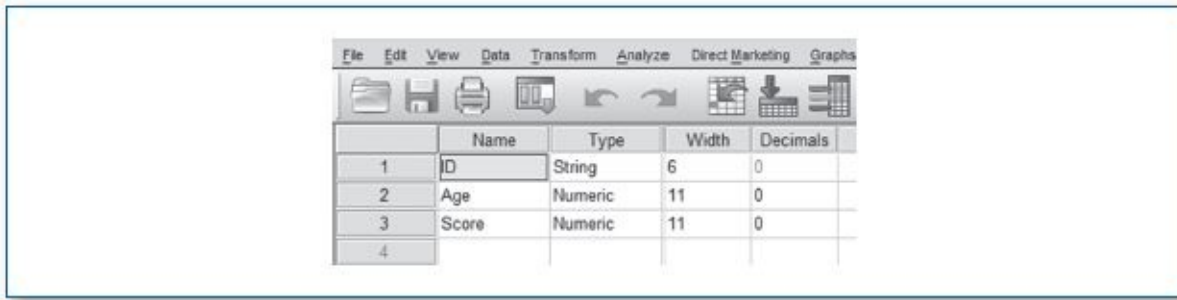 File Edit View Data Transform Analyze Direct Marketing Graphs
Name Type Width Decimals
1 ID String 6 0
2 Age Numeric 11 0
3 Score Numeric 11 0
4